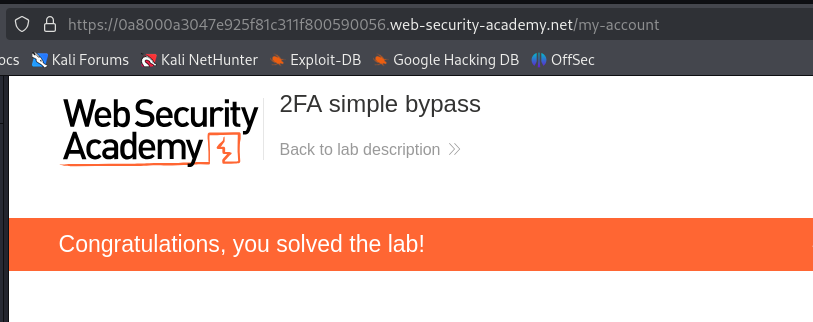 https://0a8000a3047e925f81c311f800590056.web-security-academy.net/my-account
ocs Kali Forums Kali NetHunter Exploit-DB Google Hacking DB OffSec
Web Security
Academy
2FA simple bypass
Back to lab description
Congratulations, you solved the lab!